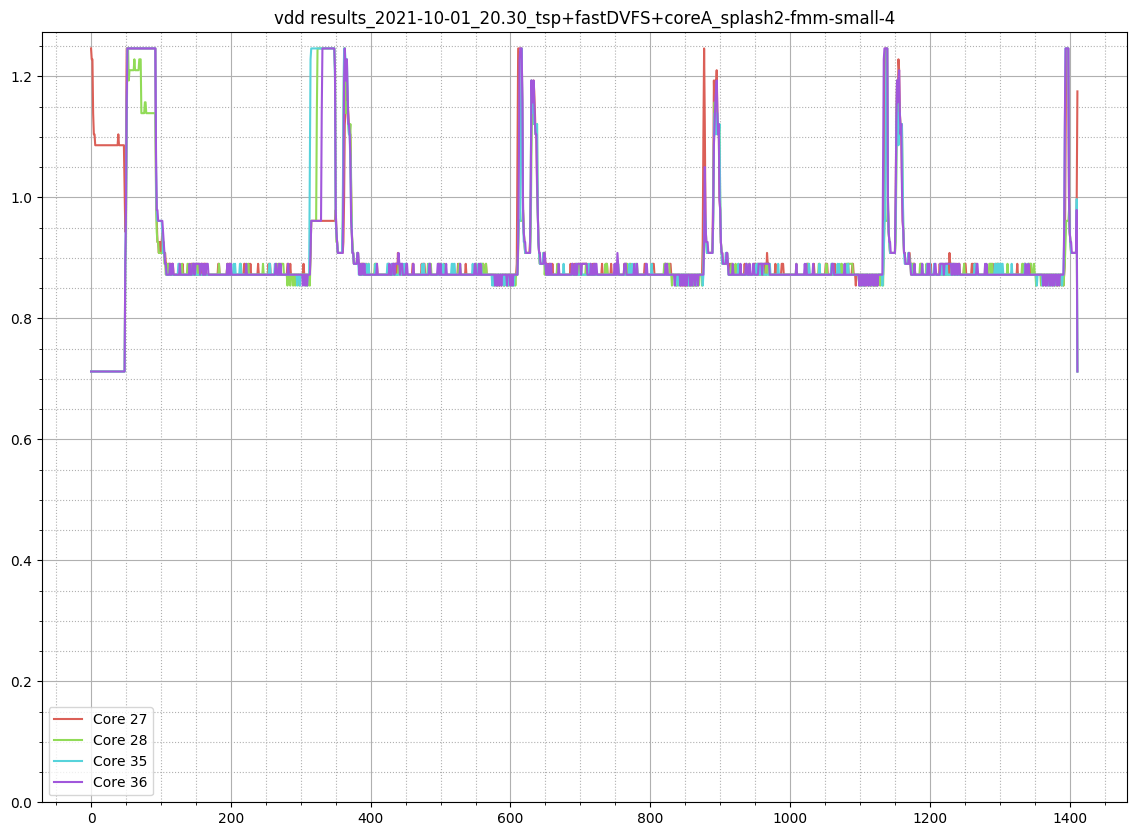 vdd results_2021-10-01_20.30_tsp+fastDVFS+coreA_splash2-fmm-small-4
1.2
1.0
0.8
0.6
0.4
0.2
0.0
Core 27
Core 28
Core 35
Core 36
0 200 400 600 800 1000 1200 1400